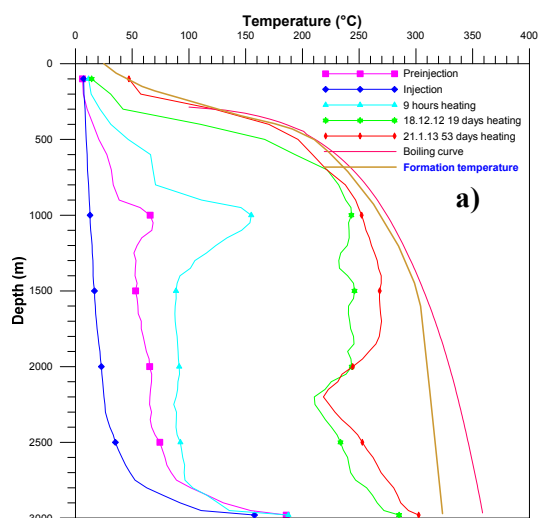 Temperature (°C)
0 50 100 150 200 250 300 350 400
0
500
1000
1500
2000
2500
3000
Depth (m)
Preinjection
Injection
9 hours heating
18.12.12 19 days heating
21.1.13 53 days heating
Boiling curve
Formation temperature
a)